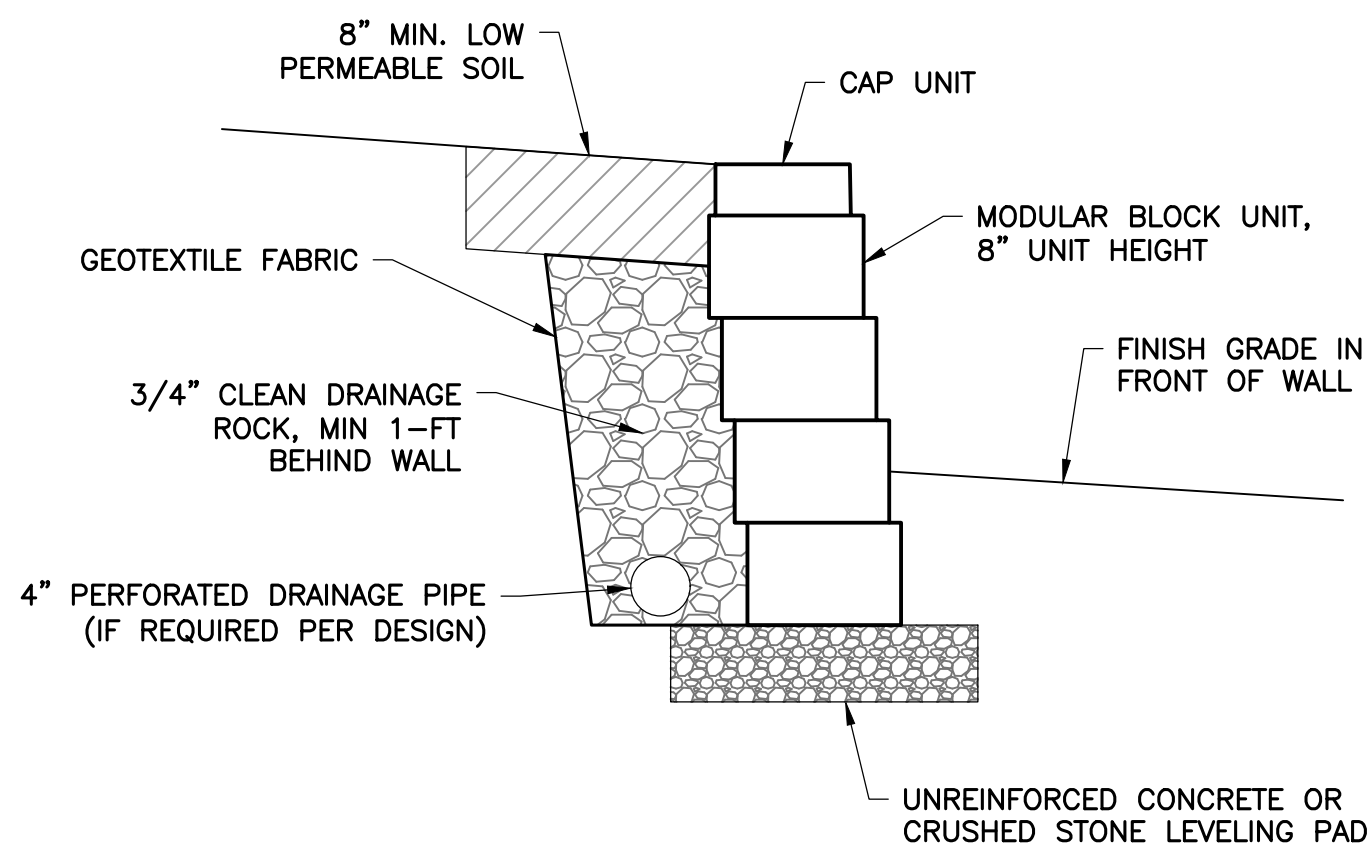 8” MIN. LOW
PERMEABLE SOIL
CAP UNIT
MODULAR BLOCK UNIT,
8” UNIT HEIGHT
GEOTEXTILE FABRIC
FINISH GRADE IN
FRONT OF WALL
3/4” CLEAN DRAINAGE
ROCK, MIN 1-FT
BEHIND WALL
4” PERFORATED DRAINAGE PIPE
(IF REQUIRED PER DESIGN)
UNREINFORCED CONCRETE OR
CRUSHED STONE LEVELING PAD